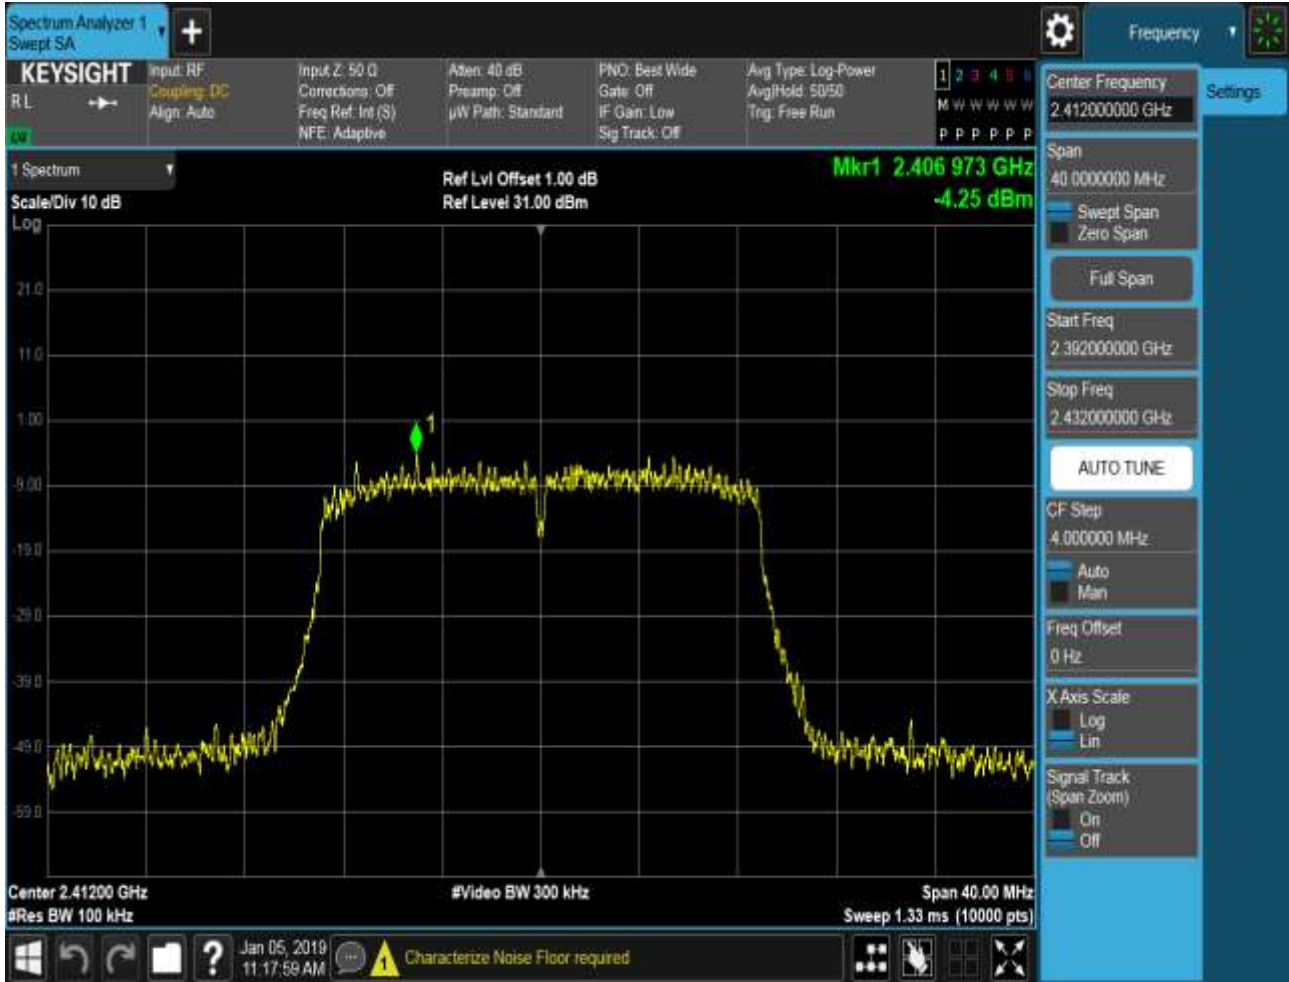 Spectrum Analyzer 1
Swept SA
+
Frequency
KEYSIGHT
RL
Input: RF
Coupling: DC
Align: Auto
Input Z: 50 Ω
Corrections: Off
Freq Ref: Int (S)
NFE: Adaptive
Atten: 40 dB
Preamp: Off
µW Path: Standard
PNO: Best Wide
Gate: Off
IF Gain: Low
Sig Track: Off
Avg Type: Log-Power
Avg|Hold: 50/50
Trig: Free Run
1 2 3 4 5 6
M W W W W W
P P P P P P
1 Spectrum
Scale/Div 10 dB
Log
Ref Lvl Offset 1.00 dB
Ref Level 31.00 dBm
Mkr1 2.406 973 GHz
-4.25 dBm
21.0
11.0
1.00
-9.00
-19.0
-29.0
-39.0
-49.0
-59.0
1
Center 2.41200 GHz
#Res BW 100 kHz
#Video BW 300 kHz
Span 40.00 MHz
Sweep 1.33 ms (10000 pts)
Center Frequency
2.412000000 GHz
Settings
Span
40.0000000 MHz
Swept Span
Zero Span
Full Span
Start Freq
2.392000000 GHz
Stop Freq
2.432000000 GHz
AUTO TUNE
CF Step
4.000000 MHz
Auto
Man
Freq Offset
0 Hz
X Axis Scale
Log
Lin
Signal Track
(Span Zoom)
On
Off
?
Jan 05, 2019
11:17:59 AM
1
Characterize Noise Floor required